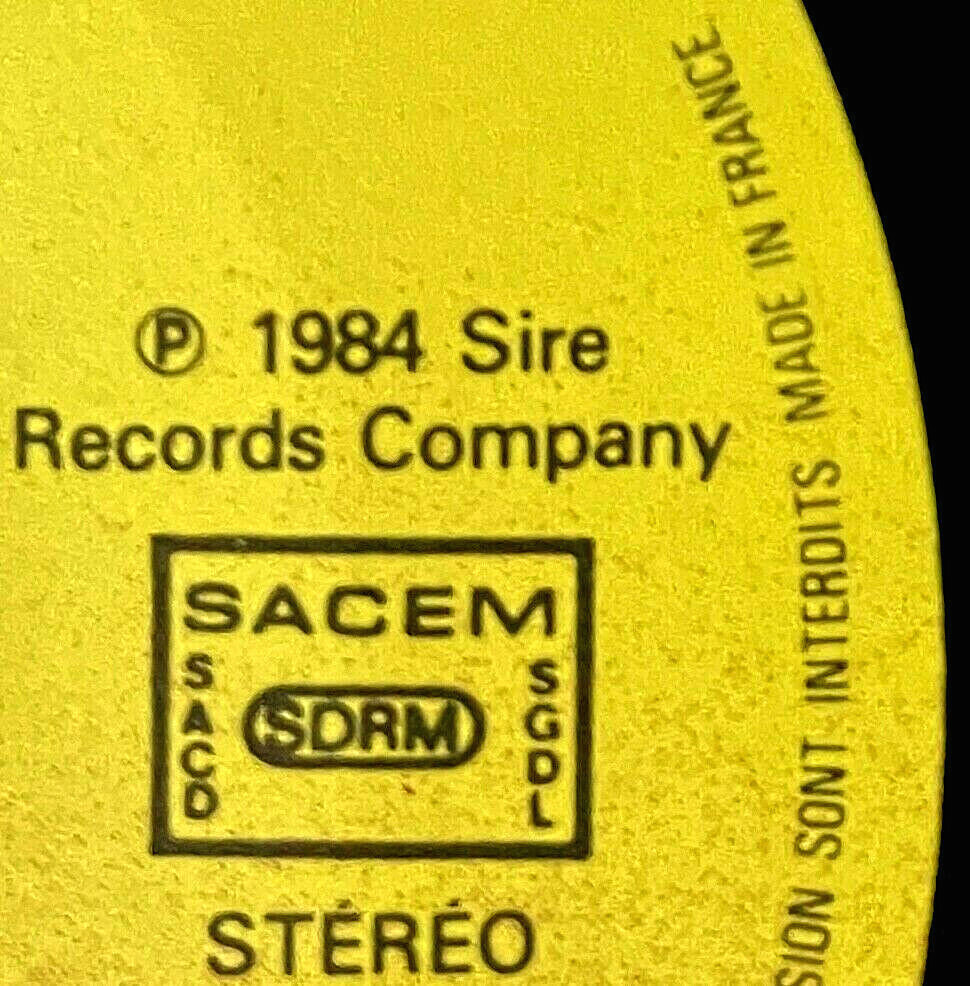 Ⓟ 1984 Sire
Records Company
SACEM
SACD
SDRM
SGDL
STÉRÉO
SION SONT INTERDITS MADE IN FRANCE